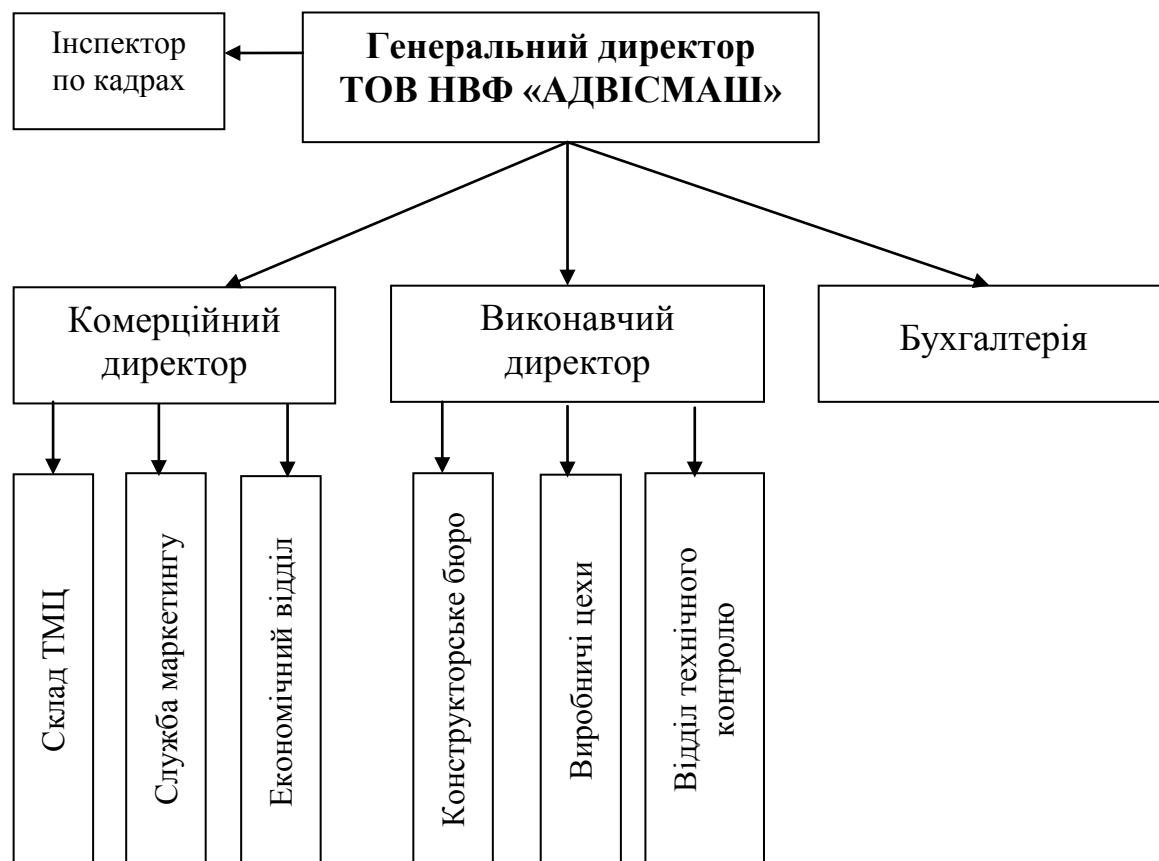 Інспектор
по кадрах
Генеральний директор
ТОВ НВФ «АДВІСМАШ»
Комерційний
директор
Виконавчий
директор
Бухгалтерія
Склад ТМЦ
Служба маркетингу
Економічний відділ
Конструкторське бюро
Виробничі цехи
Відділ технічного
контролю